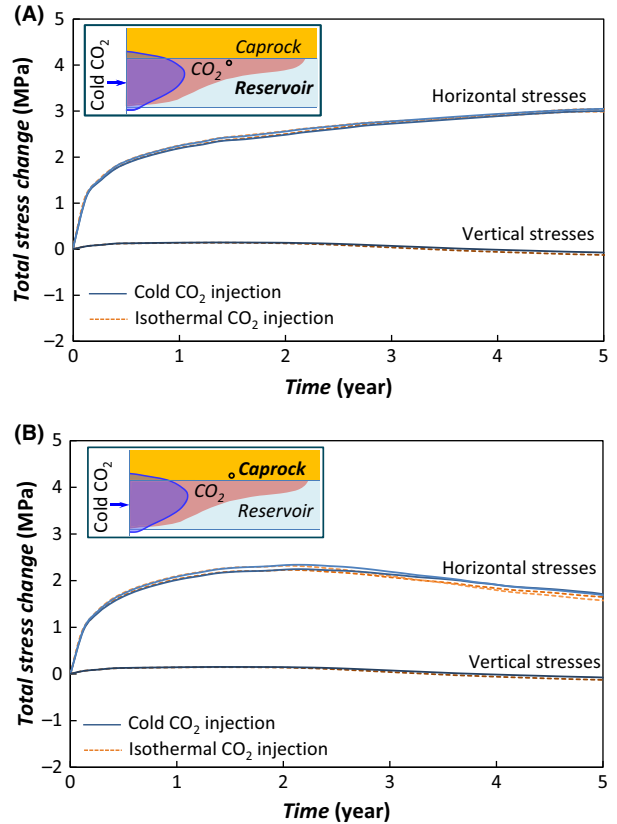 (A)
5
4
3
2
1
0
–1
–2
Total stress change (MPa)
Cold CO2
Caprock
CO2
Reservoir
Horizontal stresses
Vertical stresses
Cold CO2 injection
Isothermal CO2 injection
0 1 2 3 4 5
Time (year)
(B)
5
4
3
2
1
0
–1
–2
Total stress change (MPa)
Cold CO2
Caprock
CO2
Reservoir
Horizontal stresses
Vertical stresses
Cold CO2 injection
Isothermal CO2 injection
0 1 2 3 4 5
Time (year)